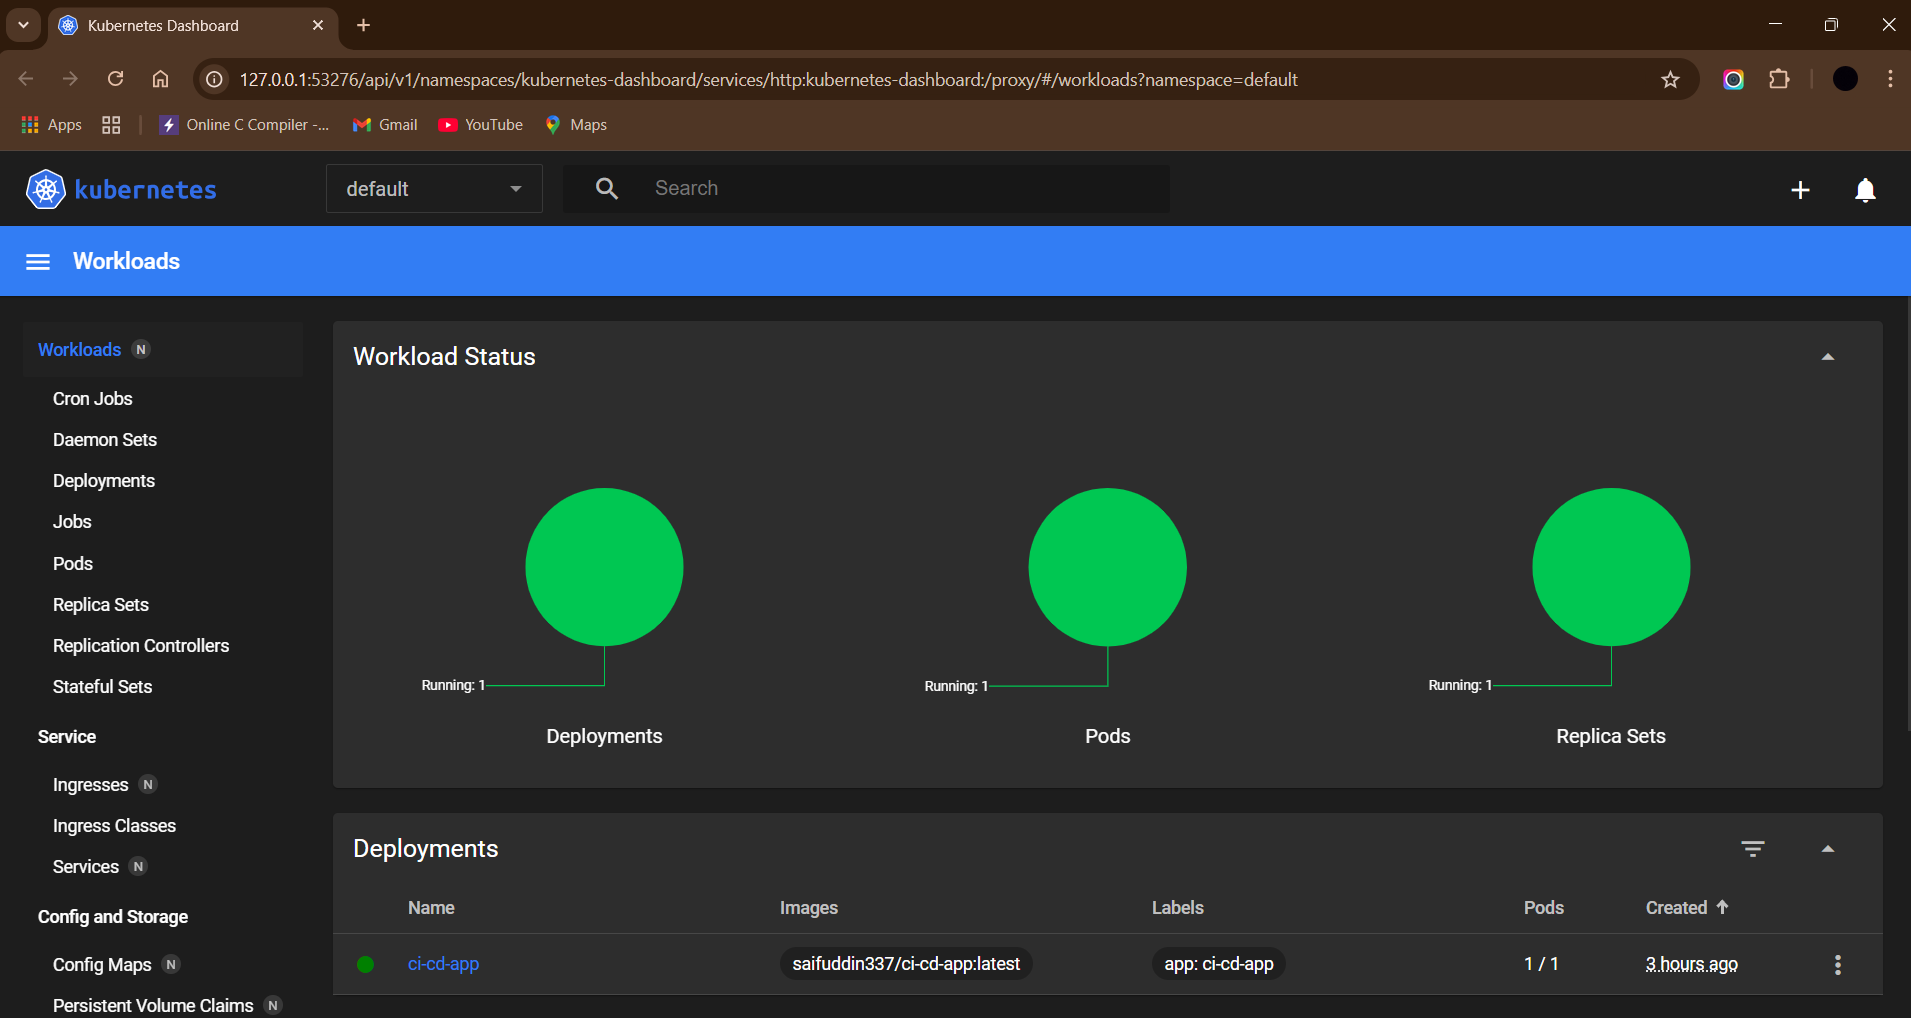 Kubernetes Dashboard
127.0.0.1:53276/api/v1/namespaces/kubernetes-dashboard/services/http:kubernetes-dashboard:/proxy/#/workloads?namespace=default
Apps
Online C Compiler -...
Gmail
YouTube
Maps
kubernetes
default
Search
Workloads
Workloads N
Cron Jobs
Daemon Sets
Deployments
Jobs
Pods
Replica Sets
Replication Controllers
Stateful Sets
Service
Ingresses N
Ingress Classes
Services N
Config and Storage
Config Maps N
Persistent Volume Claims N
Workload Status
Running: 1
Deployments
Running: 1
Pods
Running: 1
Replica Sets
Deployments
Name Images Labels Pods Created
ci-cd-app saifuddin337/ci-cd-app:latest app: ci-cd-app 1 / 1 3 hours ago